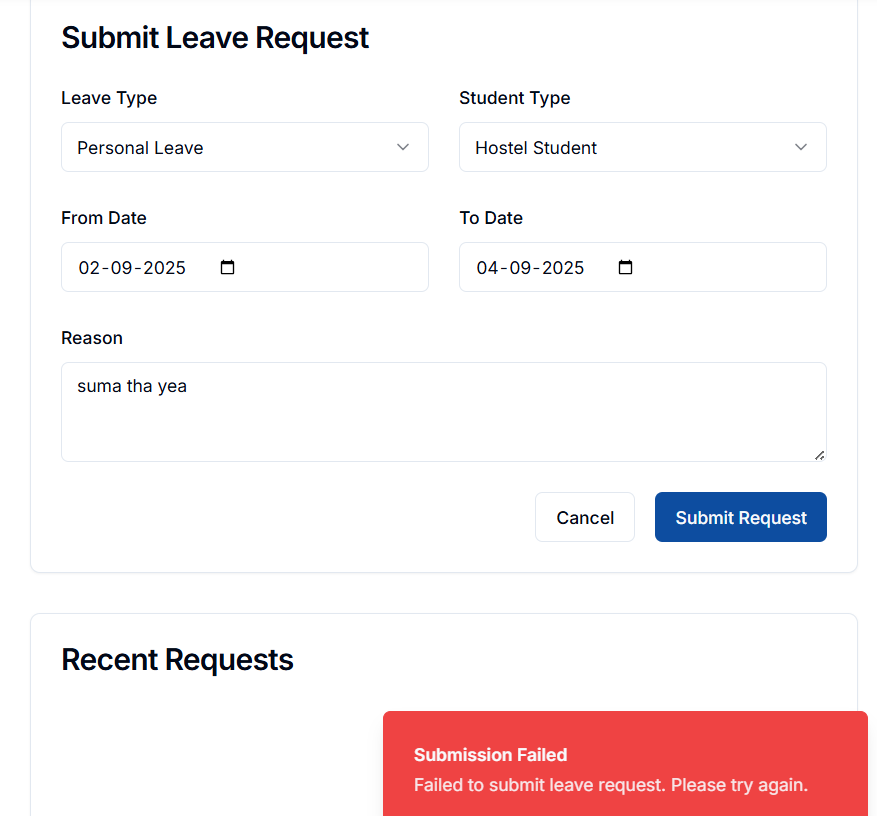 Submit Leave Request
Leave Type
Student Type
Personal Leave
Hostel Student
From Date
To Date
02-09-2025
04-09-2025
Reason
suma tha yea
Cancel
Submit Request
Recent Requests
Submission Failed
Failed to submit leave request. Please try again.